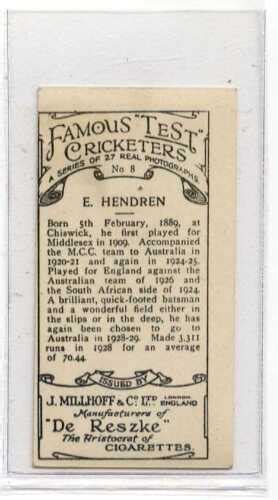 FAMOUS "TEST"
CRICKETERS
A SERIES OF 27 REAL PHOTOGRAPHS
No 8
E. HENDREN
Born 5th February, 1889, at
Chiswick, he first played for
Middlesex in 1909. Accompanied
the M.C.C. team to Australia in
1920-21 and again in 1924-25.
Played for England against the
Australian team of 1926 and
the South African side of 1924.
A brilliant, quick-footed batsman
and a wonderful field either in
the slips or in the deep, he has
again been chosen to go to
Australia in 1928-29. Made 3,311
runs in 1928 for an average
of 70.44.
ISSUED BY
J. MILLHOFF & Co LTD LONDON, ENGLAND
Manufacturers of
"De Reszke"
The Aristocrat of
CIGARETTES.